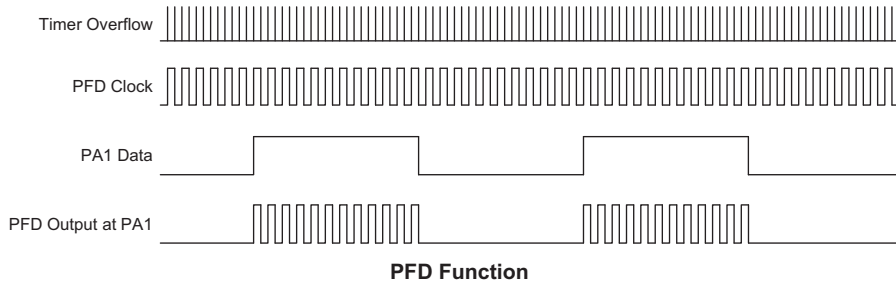 Timer Overflow
PFD Clock
PA1 Data
PFD Output at PA1
PFD Function